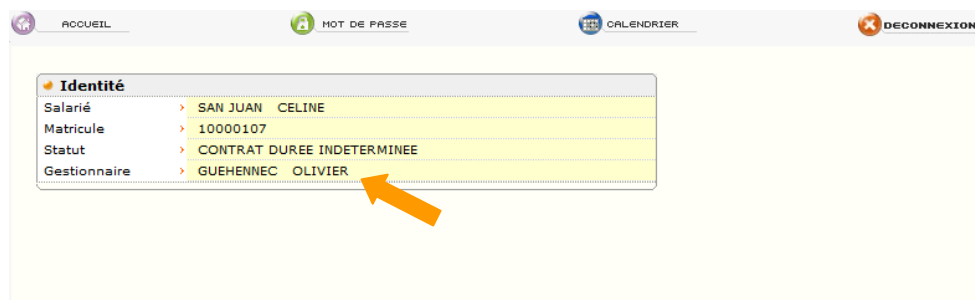 ACCUEIL MOT DE PASSE CALENDRIER DECONNEXION
Identité
Salarié SAN JUAN CELINE
Matricule 10000107
Statut CONTRAT DUREE INDETERMINEE
Gestionnaire GUEHENNEC OLIVIER